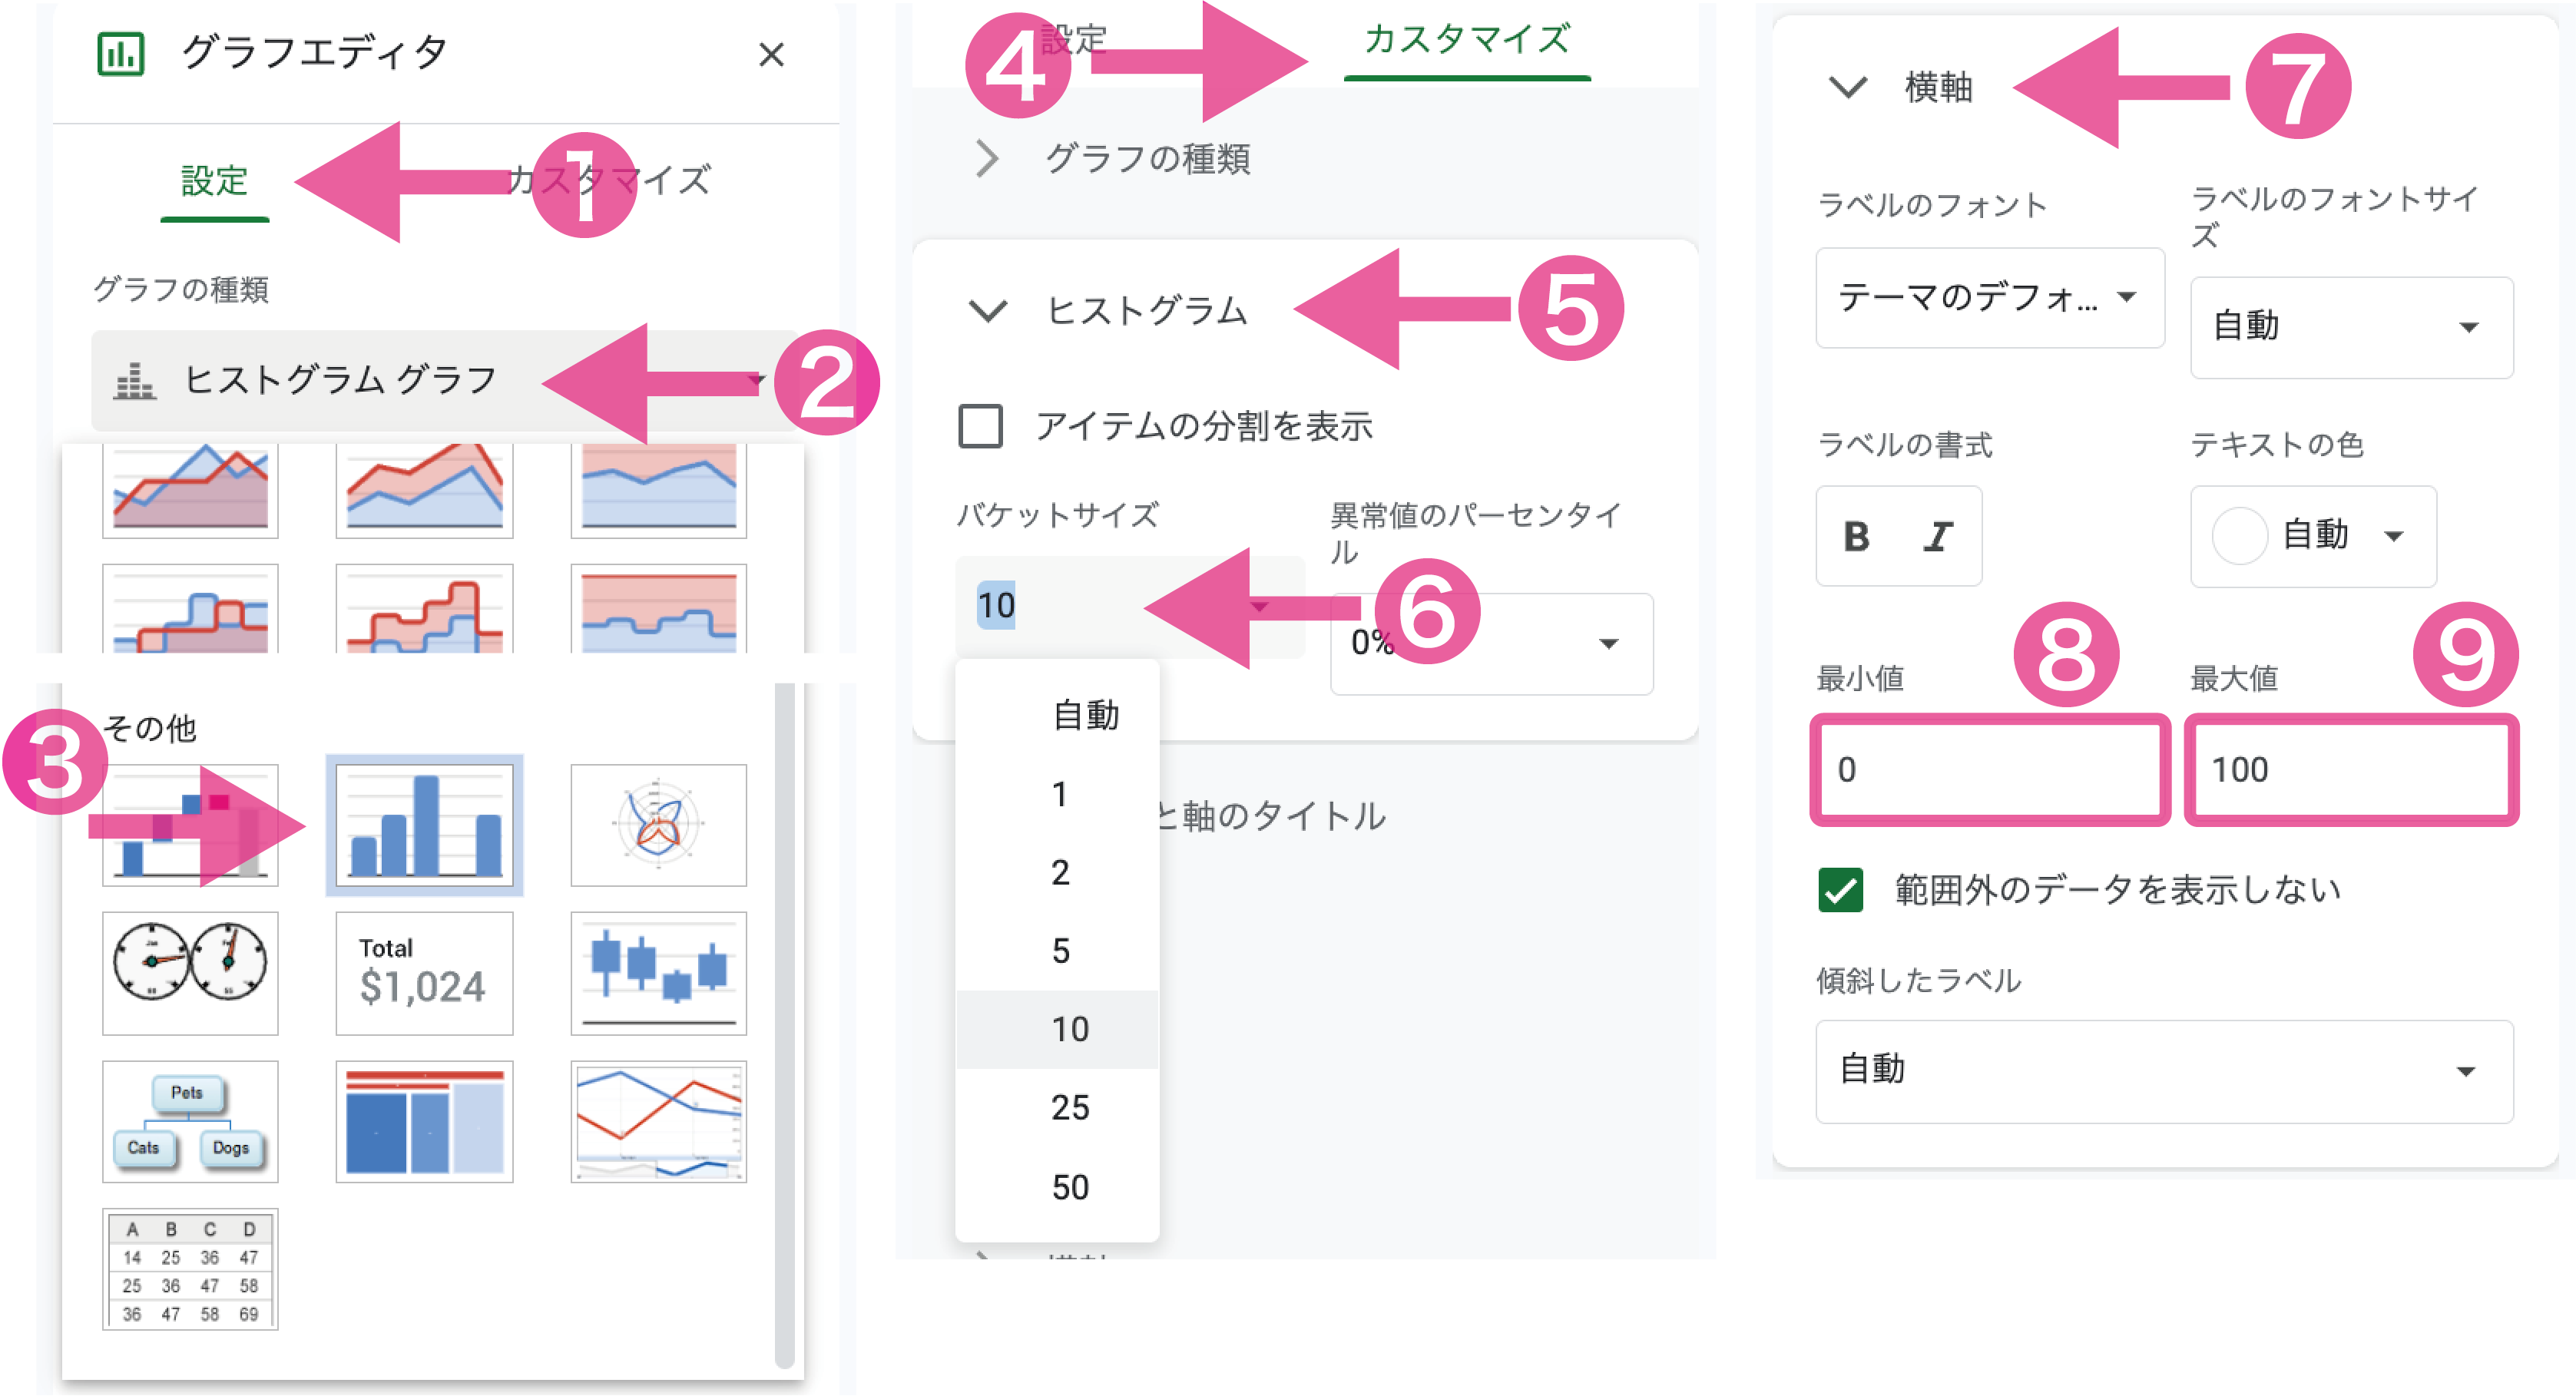 グラフエディタ
設定
カスタマイズ
1
グラフの種類
ヒストグラム グラフ
2
その他
3
Total
$1,024
Pets
Cats
Dogs
A B C D
14 25 36 47
25 36 47 58
36 47 58 69
4
設定
カスタマイズ
グラフの種類
ヒストグラム
5
アイテムの分割を表示
バケットサイズ
異常値のパーセンタイ
ル
10
6
0%
自動
1
2
5
10
25
50
と軸のタイトル
横軸
7
ラベルのフォント
ラベルのフォントサイ
ズ
テーマのデフォ...
自動
ラベルの書式
テキストの色
B I
自動
8
9
最小値
最大値
0
100
範囲外のデータを表示しない
傾斜したラベル
自動